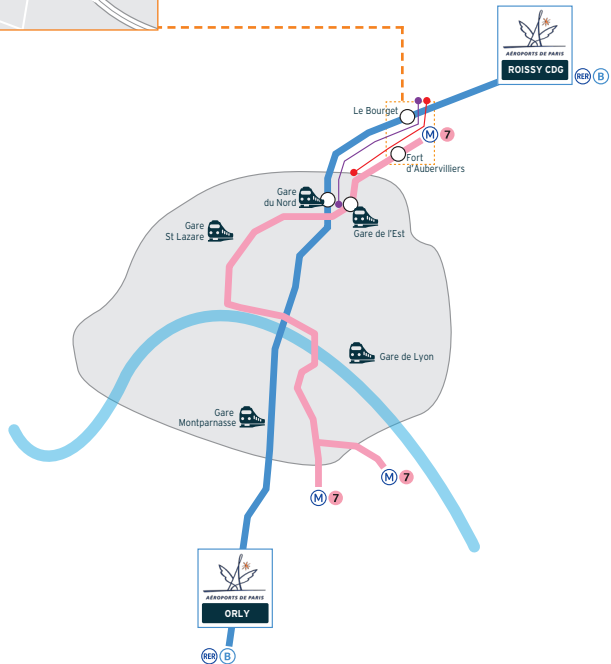 AÉROPORTS DE PARIS
ROISSY CDG
RER B
Le Bourget
M 7
Fort
d'Aubervilliers
Gare
du Nord
Gare
St Lazare
Gare de l'Est
Gare de Lyon
Gare
Montparnasse
M 7
M 7
AÉROPORTS DE PARIS
ORLY
RER B